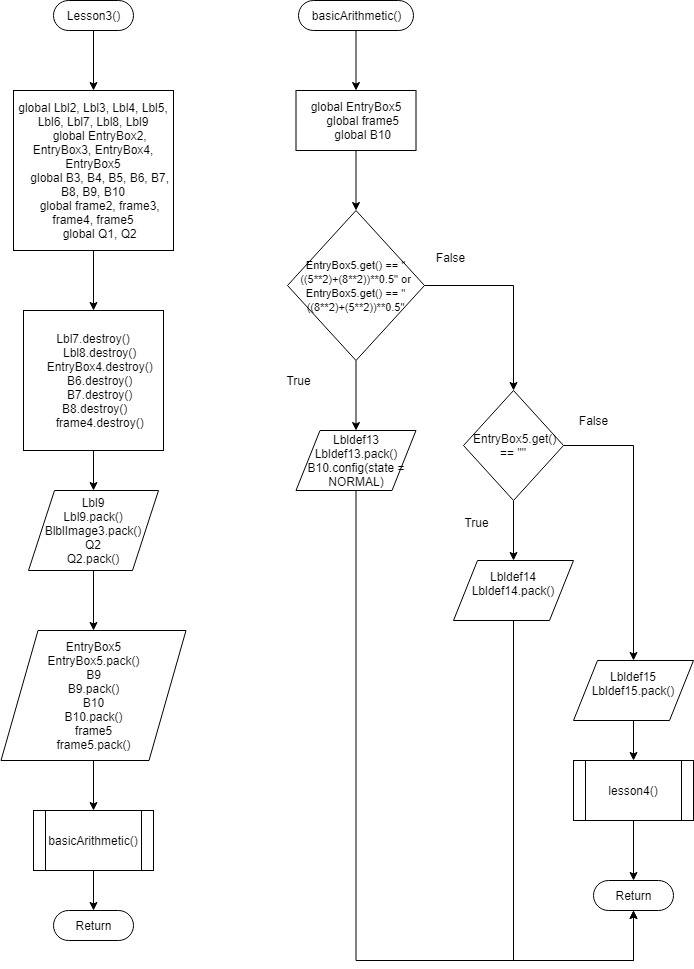 Lesson3()
global Lbl2, Lbl3, Lbl4, Lbl5,
Lbl6, Lbl7, Lbl8, Lbl9
global EntryBox2,
EntryBox3, EntryBox4,
EntryBox5
global B3, B4, B5, B6, B7,
B8, B9, B10
global frame2, frame3,
frame4, frame5
global Q1, Q2
Lbl7.destroy()
Lbl8.destroy()
EntryBox4.destroy()
B6.destroy()
B7.destroy()
B8.destroy()
frame4.destroy()
Lbl9
Lbl9.pack()
BlblImage3.pack()
Q2
Q2.pack()
EntryBox5
EntryBox5.pack()
B9
B9.pack()
B10
B10.pack()
frame5
frame5.pack()
basicArithmetic()
Return
basicArithmetic()
global EntryBox5
global frame5
global B10
EntryBox5.get() == "
((5**2)+(8**2))**0.5" or
EntryBox5.get() == "
((8**2)+(5**2))**0.5"
False
True
Lbldef13
Lbldef13.pack()
B10.config(state =
NORMAL)
EntryBox5.get()
== ""
False
True
Lbldef14
Lbldef14.pack()
Lbldef15
Lbldef15.pack()
lesson4()
Return